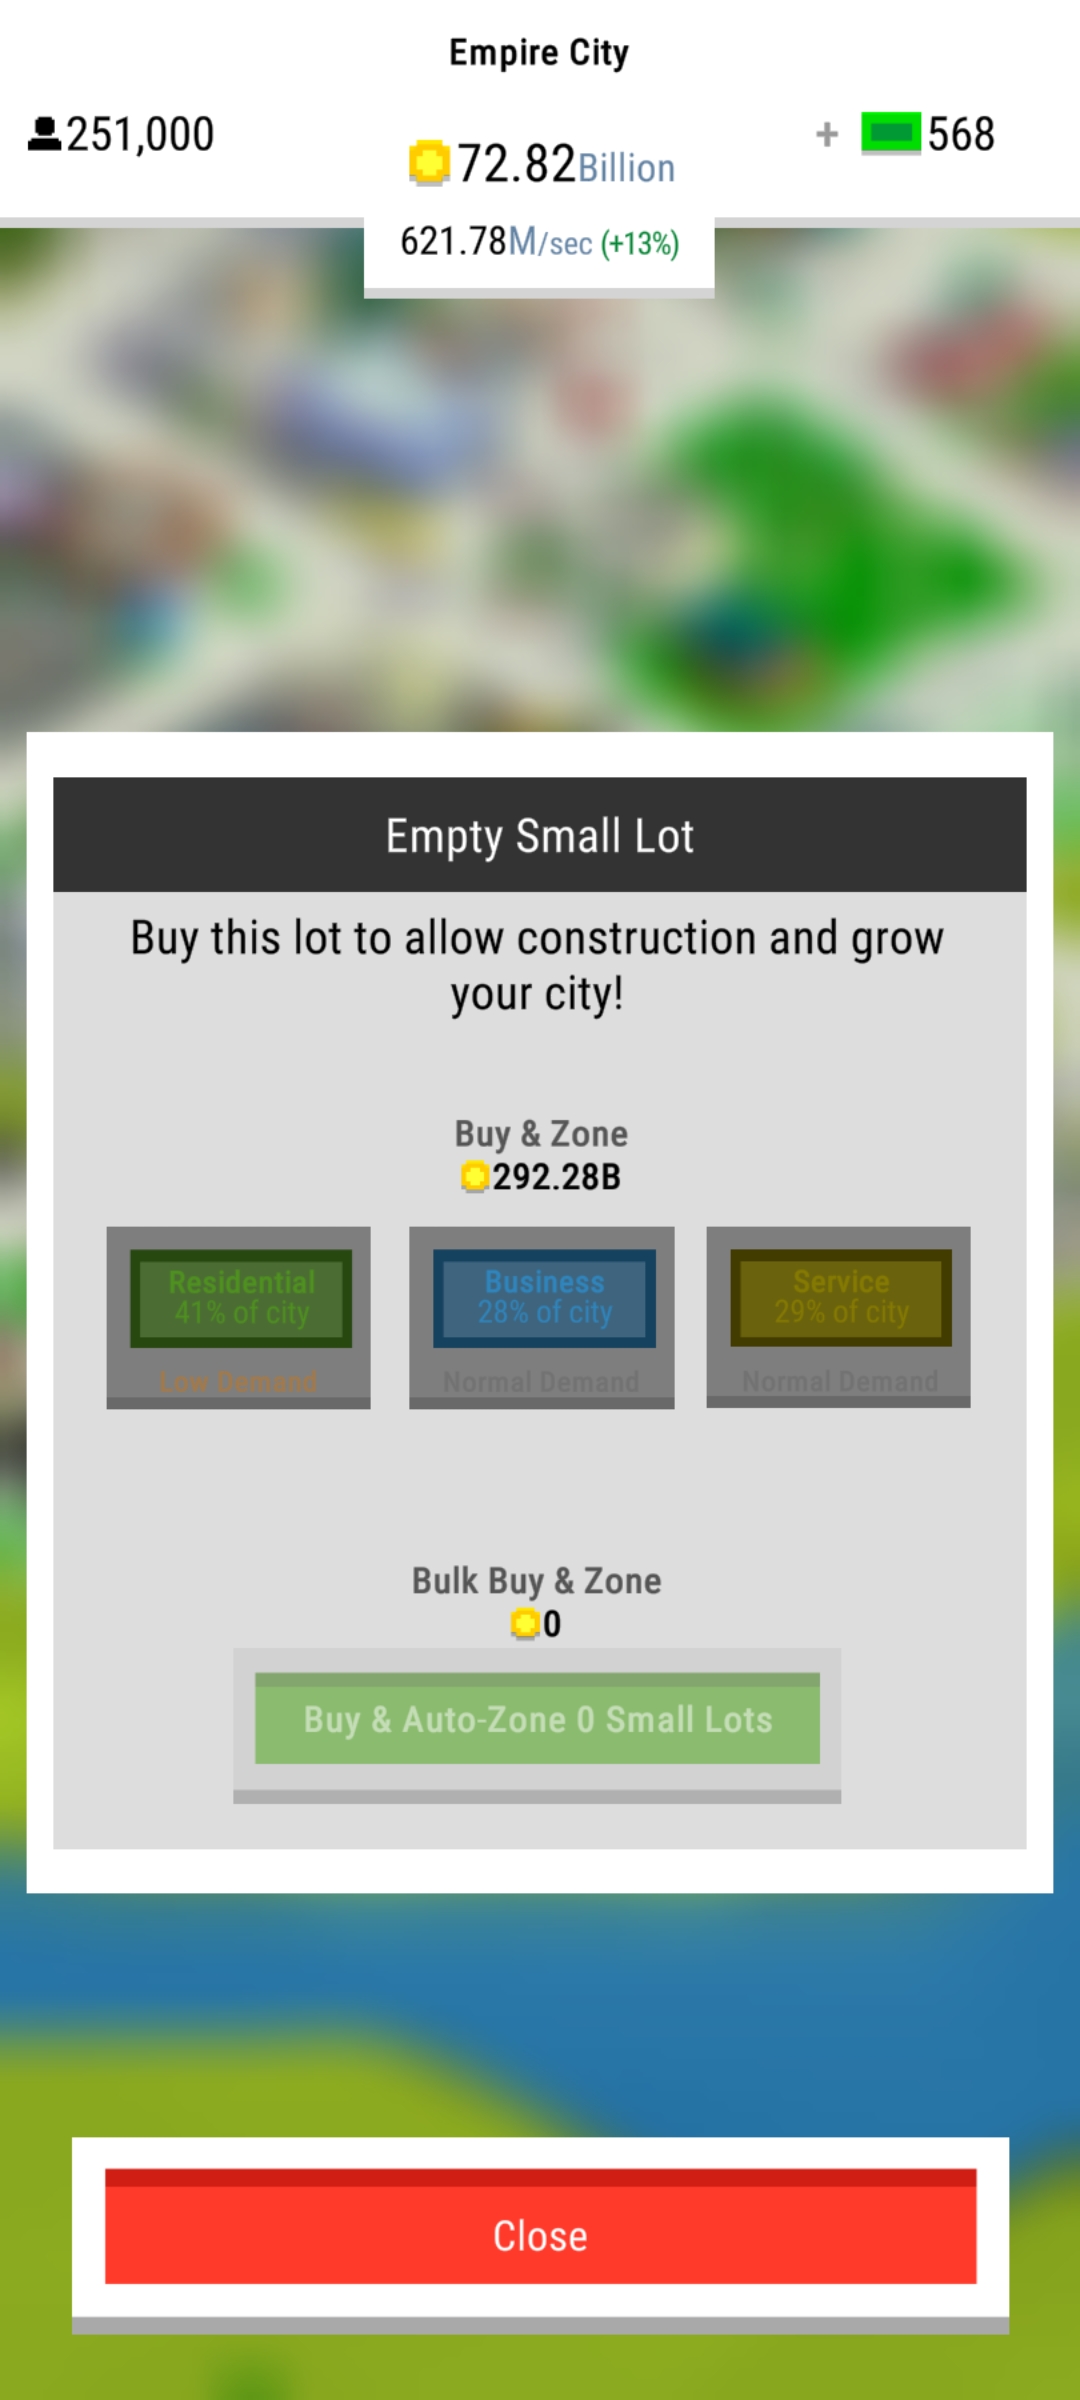 Empire City
251,000
72.82Billion
+ 568
621.78M/sec (+13%)
Empty Small Lot
Buy this lot to allow construction and grow
your city!
Buy & Zone
292.28B
Residential
41% of city
Low Demand
Business
28% of city
Normal Demand
Service
29% of city
Normal Demand
Bulk Buy & Zone
0
Buy & Auto-Zone 0 Small Lots
Close